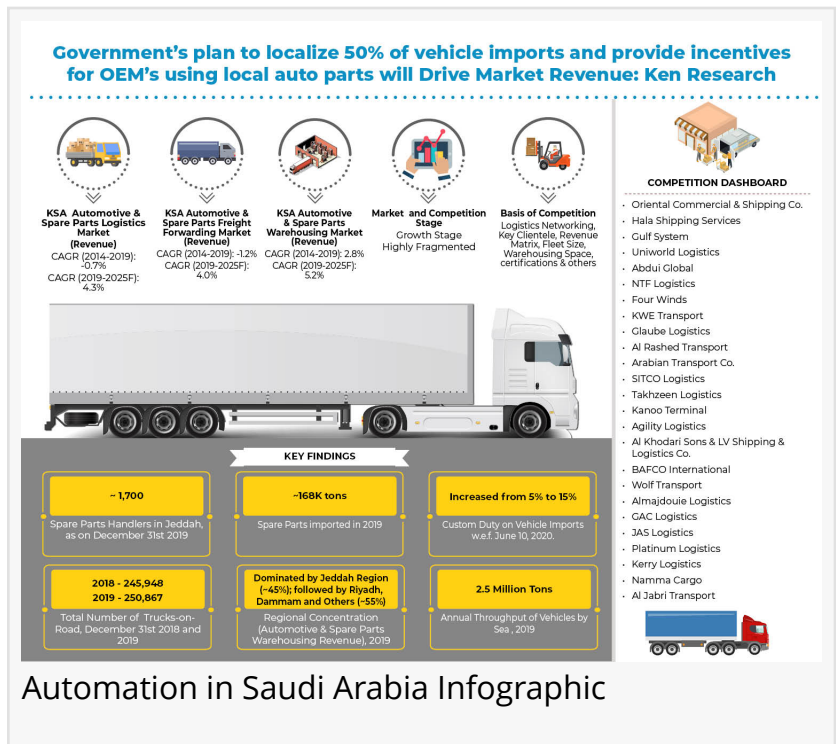 Government's plan to localize 50% of vehicle imports and provide incentives
for OEM's using local auto parts will Drive Market Revenue: Ken Research
KSA Automotive &
Spare Parts Logistics
Market
(Revenue)
CAGR (2014-2019):
-0.7%
CAGR (2019-2025F):
4.3%
KSA Automotive &
Spare Parts Freight
Forwarding Market
(Revenue)
CAGR (2014-2019): -1.2%
CAGR (2019-2025F):
4.0%
KSA Automotive
& Spare Parts
Warehousing Market
(Revenue)
CAGR (2014-2019): 2.8%
CAGR (2019-2025F):
5.2%
Market and Competition
Stage
Growth Stage
Highly Fragmented
Basis of Competition
Logistics Networking,
Key Clientele, Revenue
Matrix, Fleet Size,
Warehousing Space,
certifications & others
KEY FINDINGS
~ 1,700
Spare Parts Handlers in Jeddah,
as on December 31st 2019
~168K tons
Spare Parts imported in 2019
Increased from 5% to 15%
Custom Duty on Vehicle Imports
w.e.f. June 10, 2020.
2018 - 245,948
2019 - 250,867
Total Number of Trucks-on-
Road, December 31st 2018 and
2019
Dominated by Jeddah Region
(~45%); followed by Riyadh,
Dammam and Others (~55%)
Regional Concentration
(Automotive & Spare Parts
Warehousing Revenue), 2019
2.5 Million Tons
Annual Throughput of Vehicles by
Sea , 2019
COMPETITION DASHBOARD
· Oriental Commercial & Shipping Co.
· Hala Shipping Services
· Gulf System
· Uniworld Logistics
· Abdui Global
· NTF Logistics
· Four Winds
· KWE Transport
· Glaube Logistics
· Al Rashed Transport
· Arabian Transport Co.
· SITCO Logistics
· Takhzeen Logistics
· Kanoo Terminal
· Agility Logistics
· Al Khodari Sons & LV Shipping &
Logistics Co.
· BAFCO International
· Wolf Transport
· Almajdouie Logistics
· GAC Logistics
· JAS Logistics
· Platinum Logistics
· Kerry Logistics
· Namma Cargo
· Al Jabri Transport
Automation in Saudi Arabia Infographic